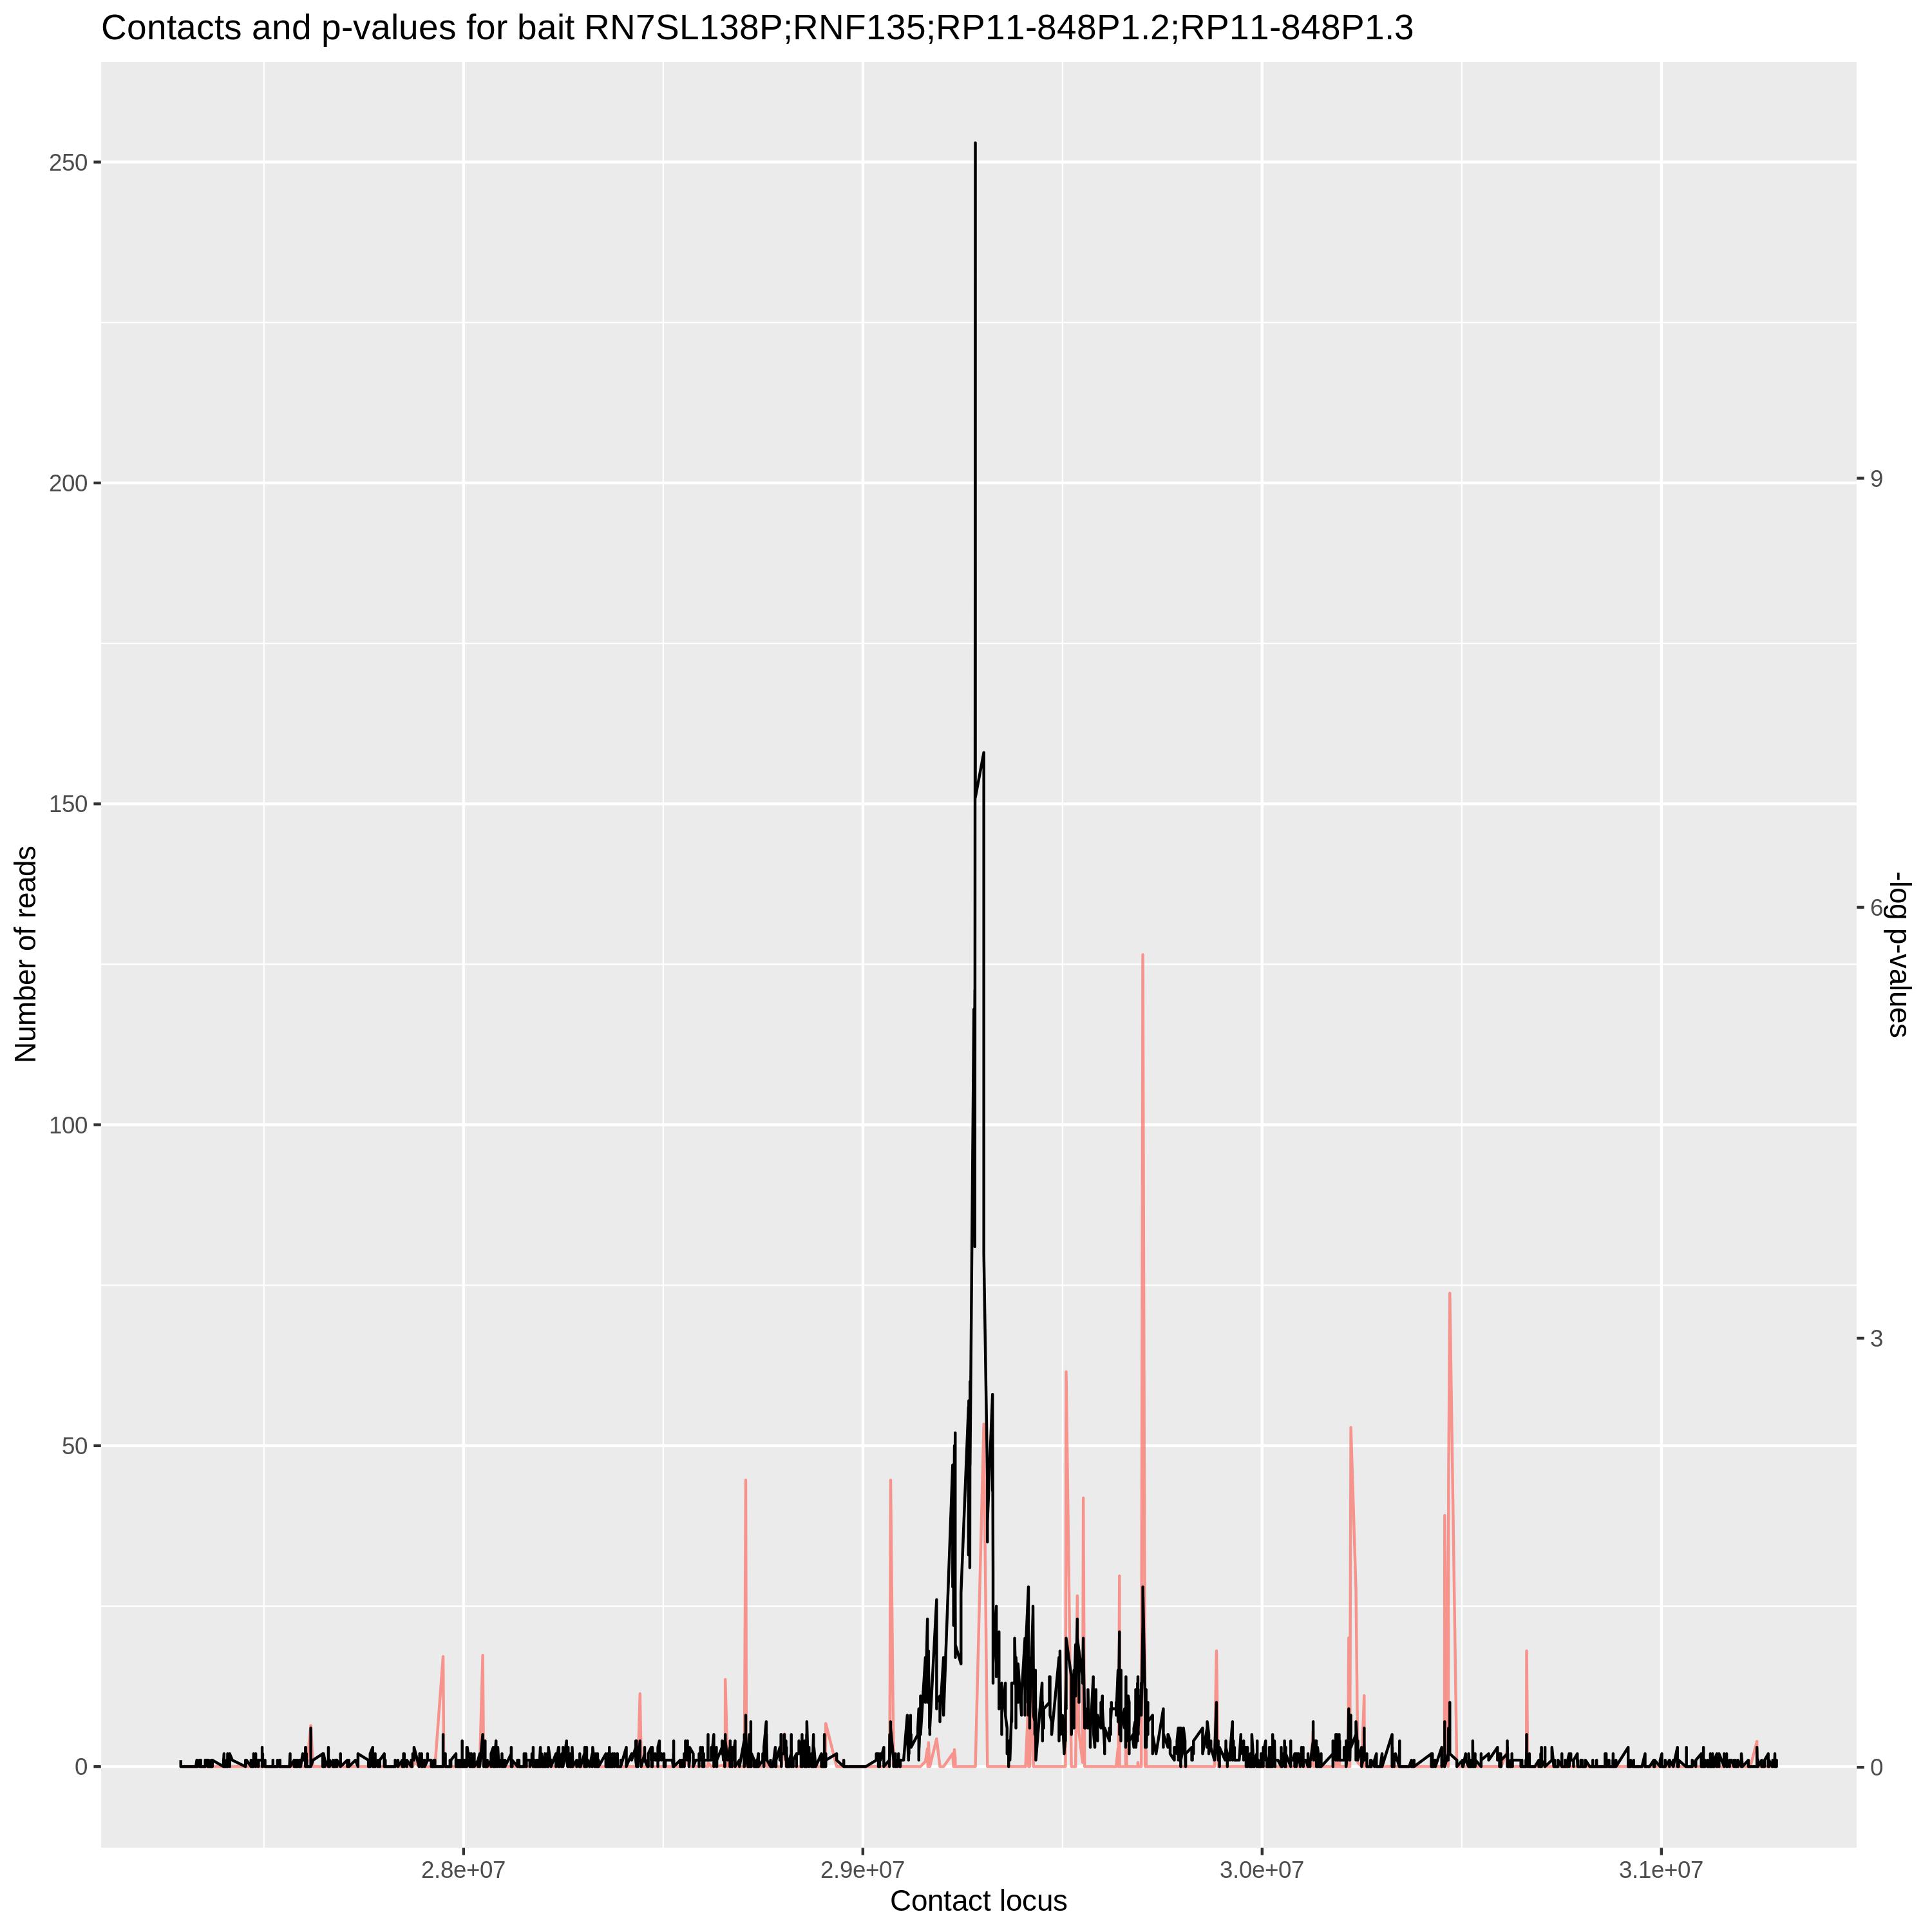 Contacts and p-values for bait RN7SL138P;RNF135;RP11-848P1.2;RP11-848P1.3
250
200
150
100
50
0
Number of reads
9
6
3
0
-log p-values
2.8e+07
2.9e+07
3.0e+07
3.1e+07
Contact locus